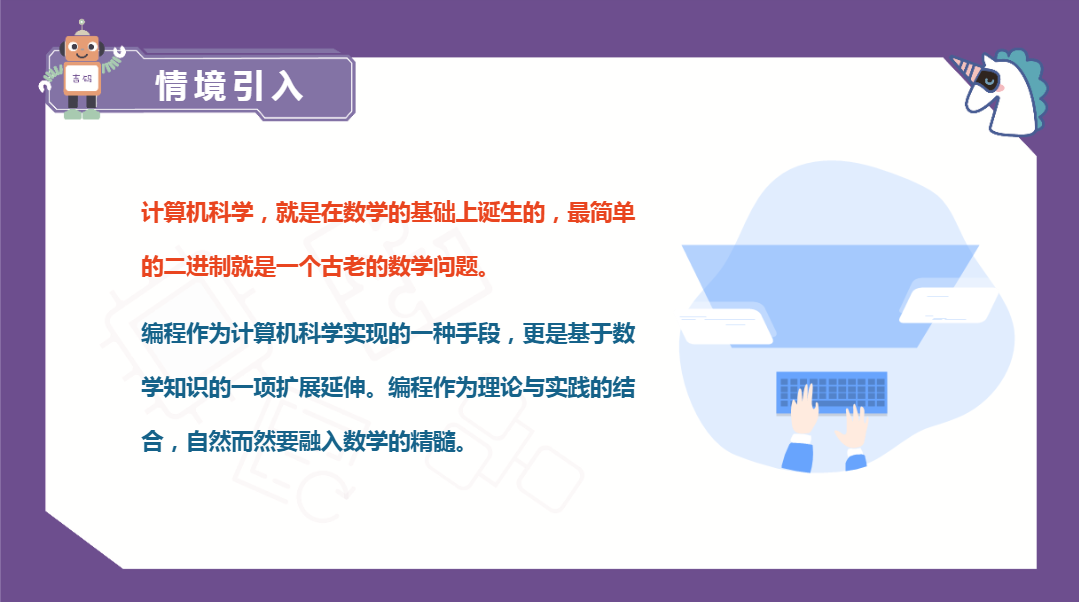 吉码
情境引入
计算机科学，就是在数学的基础上诞生的，最简单
的二进制就是一个古老的数学问题。
编程作为计算机科学实现的一种手段，更是基于数
学知识的一项扩展延伸。编程作为理论与实践的结
合，自然而然要融入数学的精髓。